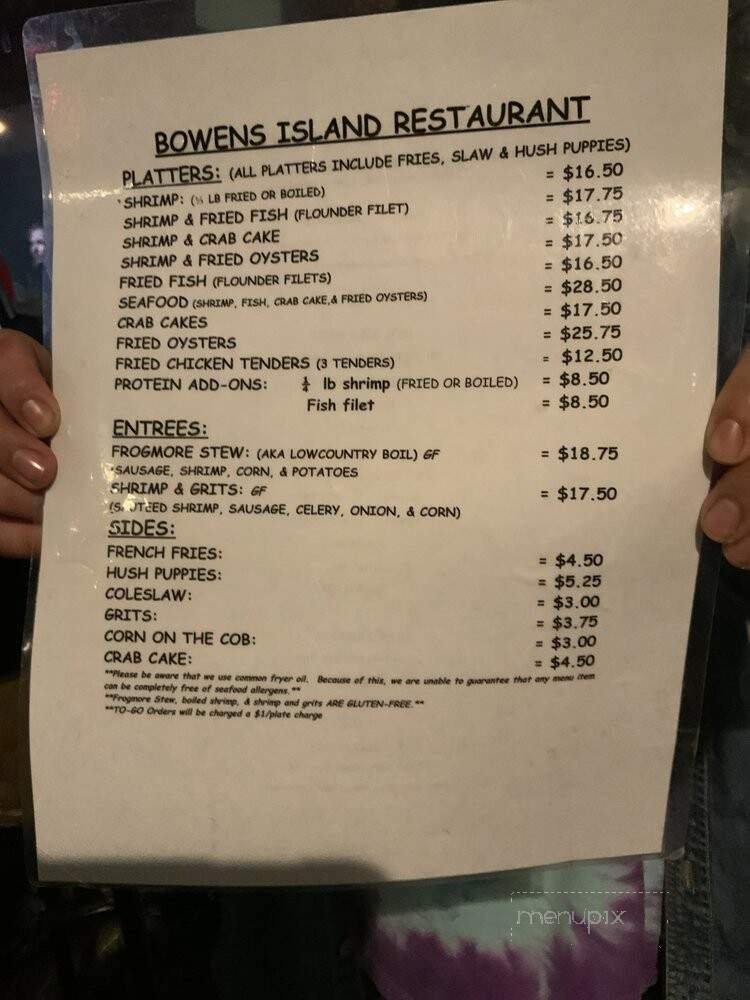 BOWENS ISLAND RESTAURANT
PLATTERS: (ALL PLATTERS INCLUDE FRIES, SLAW & HUSH PUPPIES)
SHRIMP: (½ LB FRIED OR BOILED) = $16.50
SHRIMP & FRIED FISH (FLOUNDER FILET) = $17.75
SHRIMP & CRAB CAKE = $16.75
SHRIMP & FRIED OYSTERS = $17.50
FRIED FISH (FLOUNDER FILETS) = $16.50
SEAFOOD (SHRIMP, FISH, CRAB CAKE,& FRIED OYSTERS) = $28.50
CRAB CAKES = $17.50
FRIED OYSTERS = $25.75
FRIED CHICKEN TENDERS (3 TENDERS) = $12.50
PROTEIN ADD-ONS: ¼ lb shrimp (FRIED OR BOILED) = $8.50
Fish filet = $8.50
ENTREES:
FROGMORE STEW: (AKA LOWCOUNTRY BOIL) GF = $18.75
*SAUSAGE, SHRIMP, CORN, & POTATOES
SHRIMP & GRITS: GF = $17.50
(SAUTEED SHRIMP, SAUSAGE, CELERY, ONION, & CORN)
SIDES:
FRENCH FRIES: = $4.50
HUSH PUPPIES: = $5.25
COLESLAW: = $3.00
GRITS: = $3.75
CORN ON THE COB: = $3.00
CRAB CAKE: = $4.50
**Please be aware that we use common fryer oil. Because of this, we are unable to guarantee that any menu item
can be completely free of seafood allergens.**
**Frogmore Stew, boiled shrimp, & shrimp and grits ARE GLUTEN-FREE.**
**TO-GO Orders will be charged a $1/plate charge
menupix